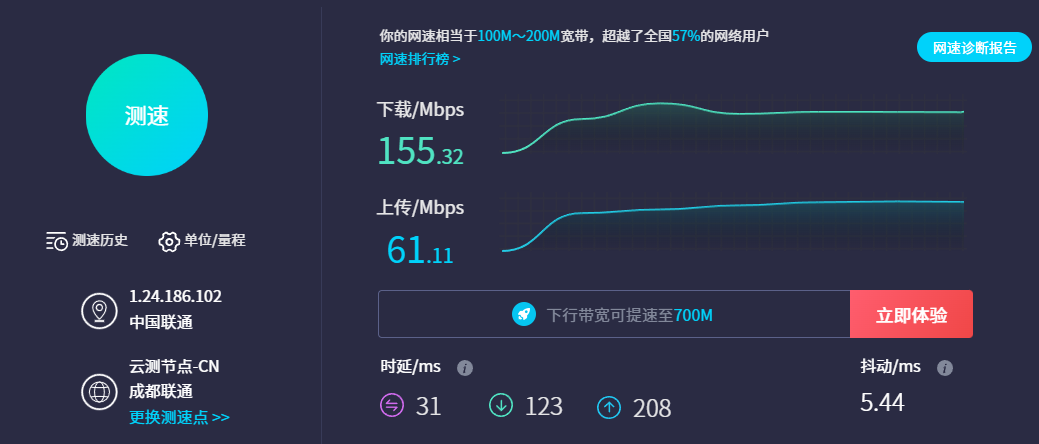 测速
测速历史
单位/量程
1.24.186.102
中国联通
云测节点-CN
成都联通
更换测速点 >>
你的网速相当于100M～200M宽带，超越了全国57%的网络用户
网速排行榜 >
网速诊断报告
下载/Mbps
155.32
上传/Mbps
61.11
下行带宽可提速至700M
立即体验
时延/ms i
31 123 208
抖动/ms i
5.44